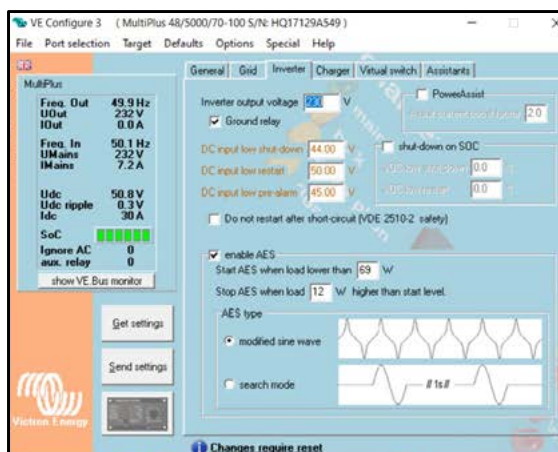 VE Configure 3 ( MultiPlus 48/5000/70-100 S/N: HQ17129A549 )
File Port selection Target Defaults Options Special Help
MultiPlus
Freq. Out 49.9 Hz
UOut 232 V
IOut 0.0 A
Freq. In 50.1 Hz
UMains 232 V
IMains 7.2 A
Udc 50.8 V
Udc ripple 0.3 V
Idc 30 A
SoC
Ignore AC 0
aux. relay 0
show VE.Bus monitor
Get settings
Send settings
Victron Energy
General Grid Inverter Charger Virtual switch Assistants
Inverter output voltage 230 V
Ground relay
PowerAssist
2.0
DC input low shut-down 44.00 V
DC input low restart 50.00 V
DC input low pre-alarm 45.00 V
shut-down on SOC
0.0
0.0
Do not restart after short-circuit (VDE 2510-2 safety)
enable AES
Start AES when load lower than 69 W
Stop AES when load 12 W higher than start level.
AES type
modified sine wave
search mode
// 1s //
Changes require reset